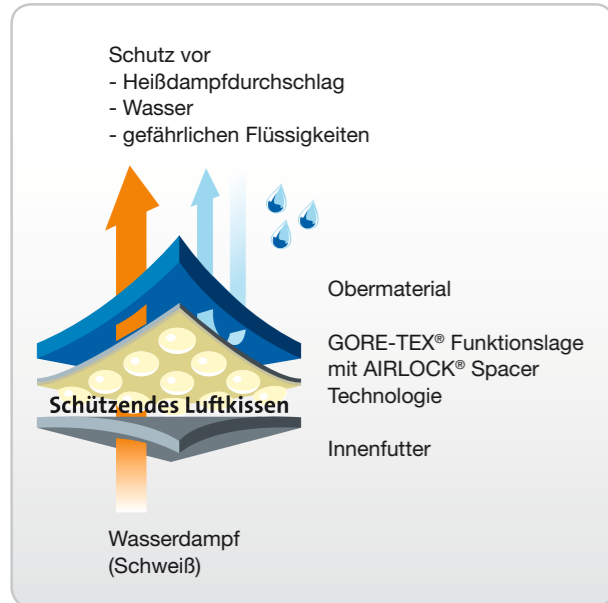 Schutz vor
- Heißdampfdurchschlag
- Wasser
- gefährlichen Flüssigkeiten
Obermaterial
GORE-TEX® Funktionslage
mit AIRLOCK® Spacer
Technologie
Schützendes Luftkissen
Innenfutter
Wasserdampf
(Schweiß)